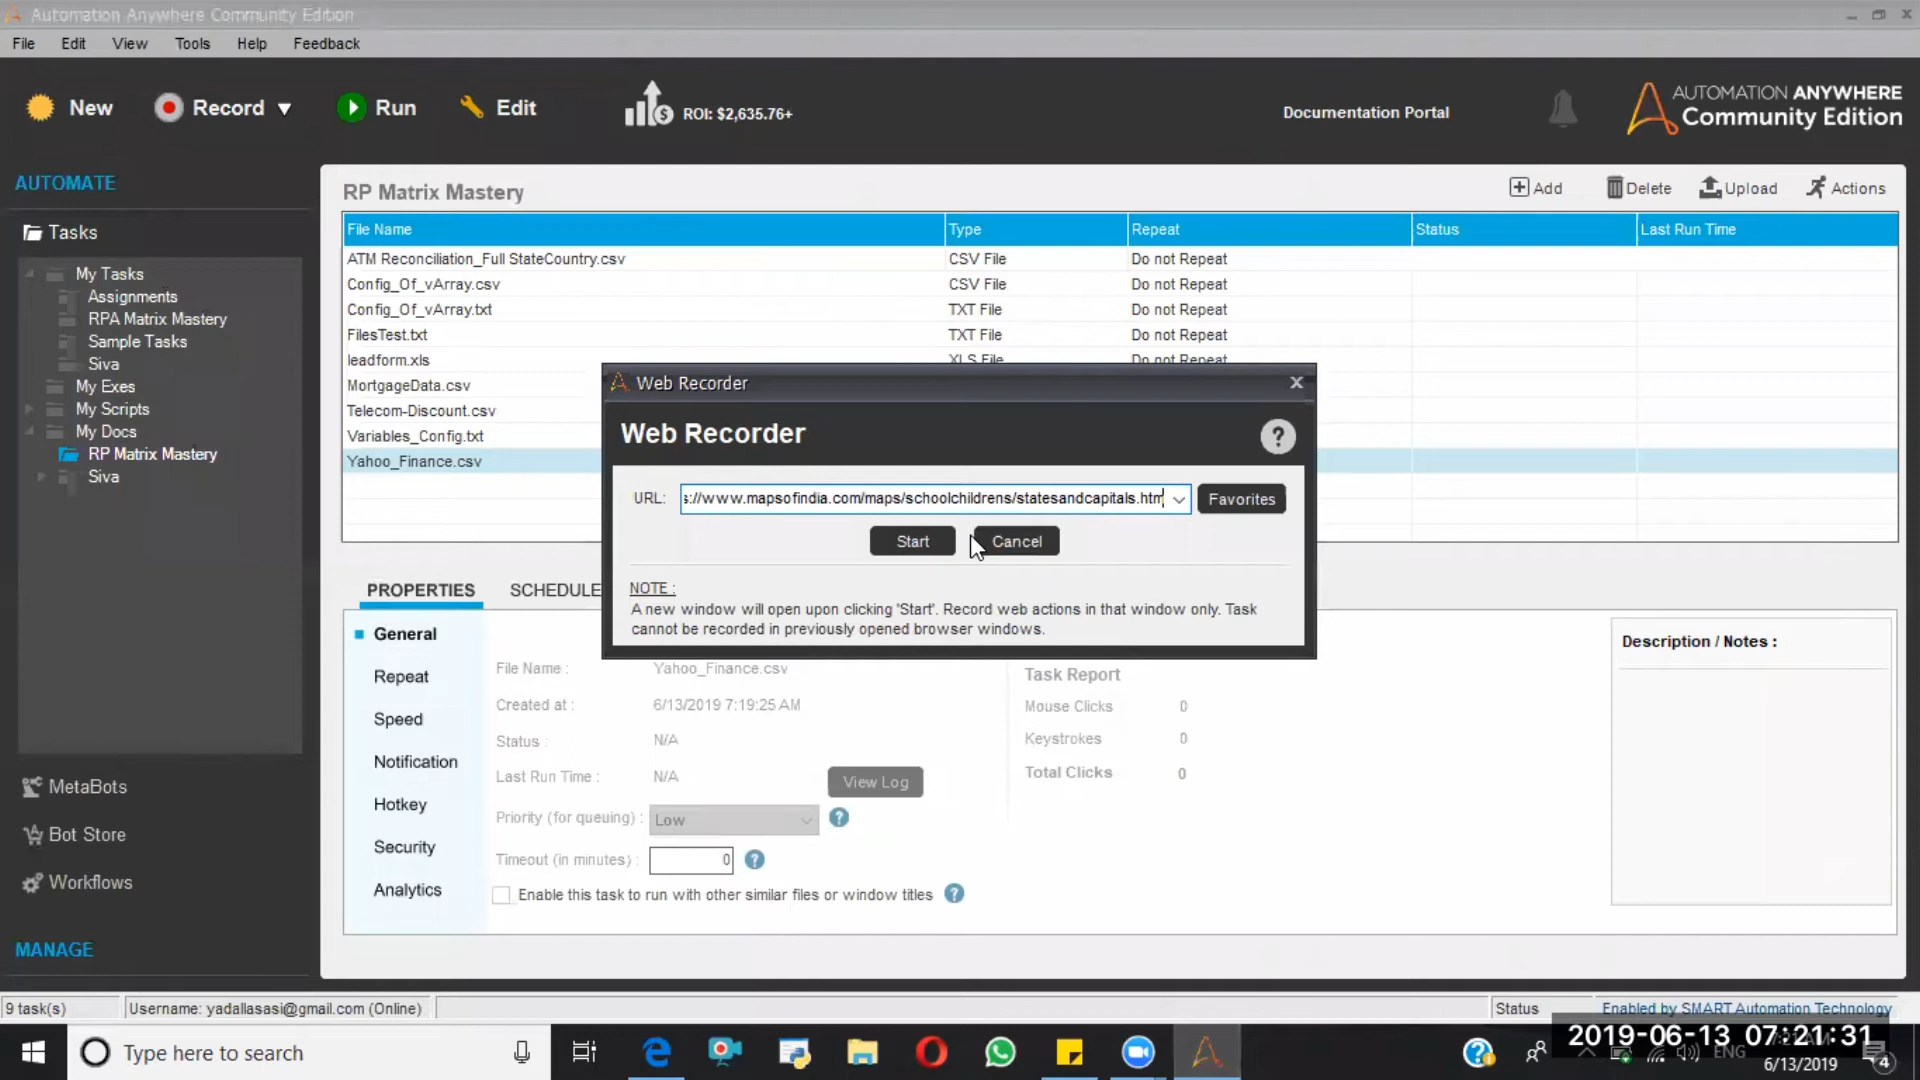 Automation Anywhere Community Edition
File Edit View Tools Help Feedback
New Record Run Edit ROI: $2,635.76+ Documentation Portal
AUTOMATION ANYWHERE
Community Edition
AUTOMATE
RP Matrix Mastery Add Delete Upload Actions
Tasks
File Name Type Repeat Status Last Run Time
ATM Reconciliation_Full StateCountry.csv CSV File Do not Repeat
My Tasks
Config_Of_vArray.csv CSV File Do not Repeat
Assignments
Config_Of_vArray.txt TXT File Do not Repeat
RPA Matrix Mastery
FilesTest.txt TXT File Do not Repeat
Sample Tasks
leadform.xls XLS File Do not Repeat
Siva
MortgageData.csv
My Exes
Telecom-Discount.csv
My Scripts
Variables_Config.txt
My Docs
Yahoo_Finance.csv
RP Matrix Mastery
Siva
Web Recorder
Web Recorder ?
URL: s://www.mapsofindia.com/maps/schoolchildrens/statesandcapitals.htm Favorites
Start Cancel
NOTE :
A new window will open upon clicking 'Start'. Record web actions in that window only. Task
cannot be recorded in previously opened browser windows.
PROPERTIES SCHEDULE
General
Repeat
Speed
Notification
Hotkey
Security
Analytics
File Name : Yahoo_Finance.csv
Created at : 6/13/2019 7:19:25 AM
Status : N/A
Last Run Time : N/A View Log
Priority (for queuing) : Low ?
Timeout (in minutes) : 0 ?
Enable this task to run with other similar files or window titles ?
Task Report
Mouse Clicks 0
Keystrokes 0
Total Clicks 0
Description / Notes :
MetaBots
Bot Store
Workflows
MANAGE
9 task(s) Username: yadallasasi@gmail.com (Online) Status Enabled by SMART Automation Technology
Type here to search ENG
2019-06-13 07:21:31
6/13/2019 4